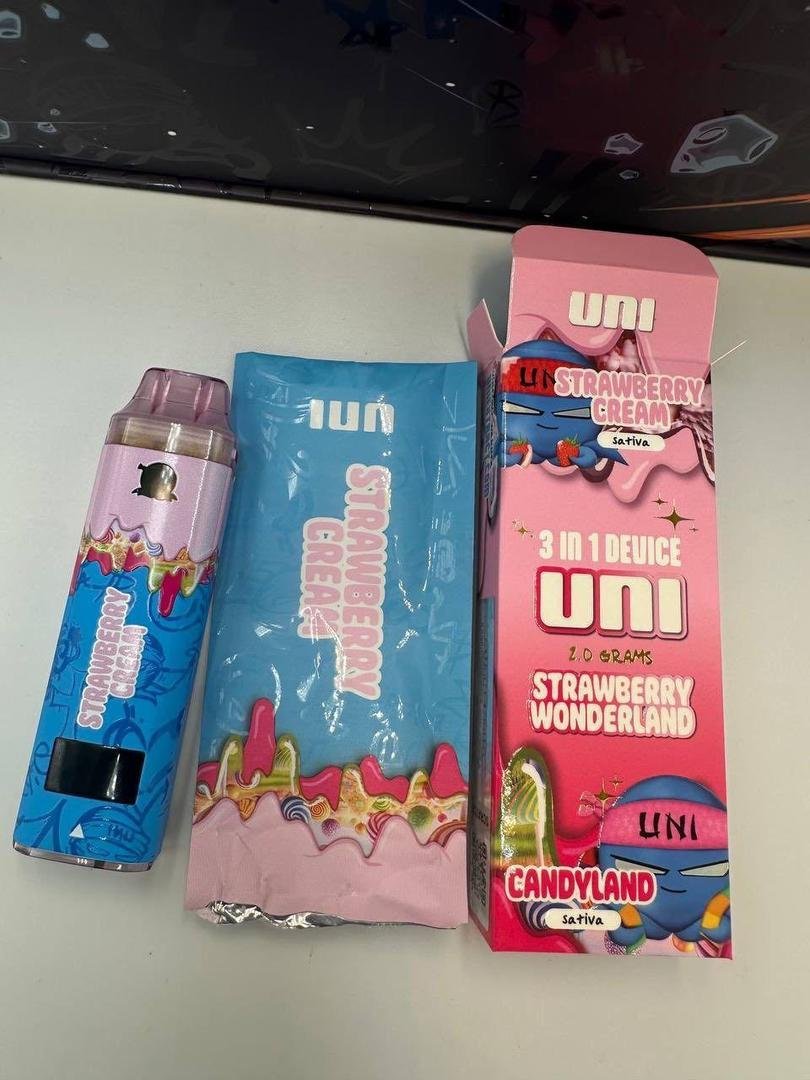 STRAWBERRY
CREAM
UNI
UNI
STRAWBERRY
CREAM
UNI
UNI
STRAWBERRY
CREAM
sativa
3 IN 1 DEVICE
UNI
2.0 GRAMS
STRAWBERRY
WONDERLAND
UNI
CANDYLAND
sativa